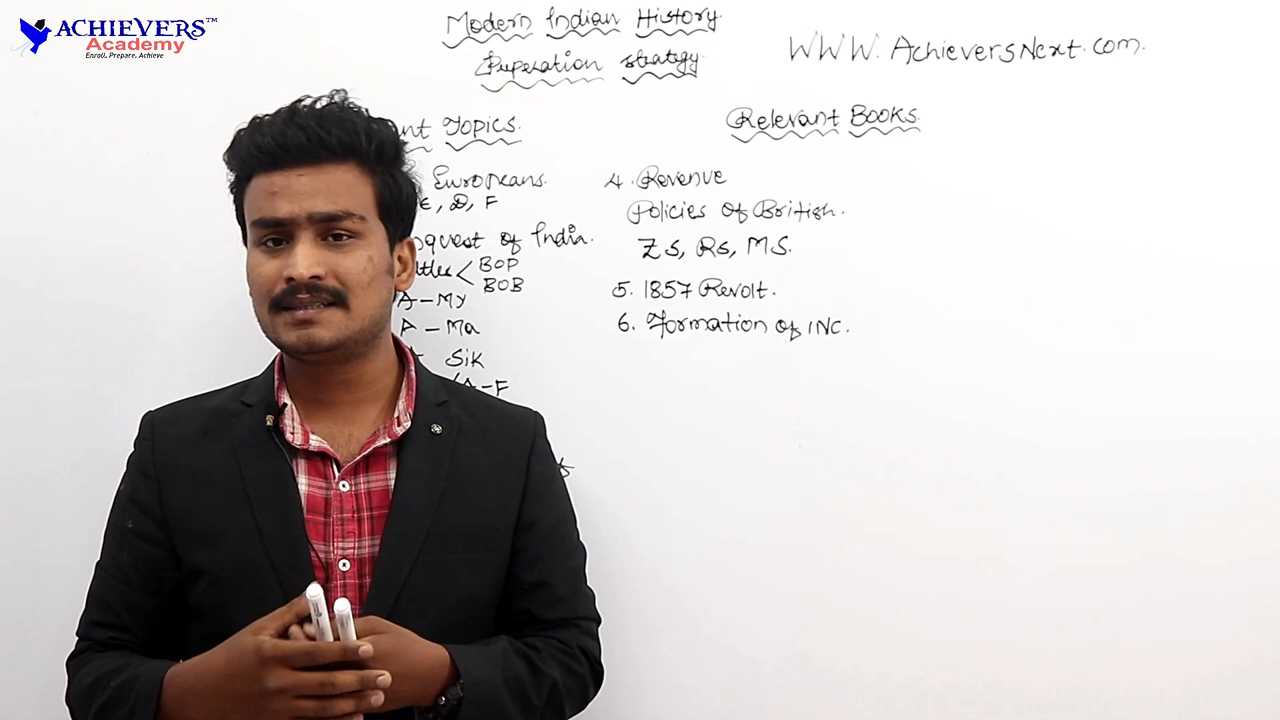 ACHIEVERS™
Academy
Enroll, Prepare, Achieve
Modern Indian History
Preperation strategy
WWW.AchieversNext.com.
Topics.
Europeans.
, D, F
of India.
BOP
BOB
A-My
A-Ma
Sik
A-F
Relevant Books.
4. Revenue
Policies of British.
ZS, RS, MS.
5. 1857 Revolt.
6. Formation of INC.